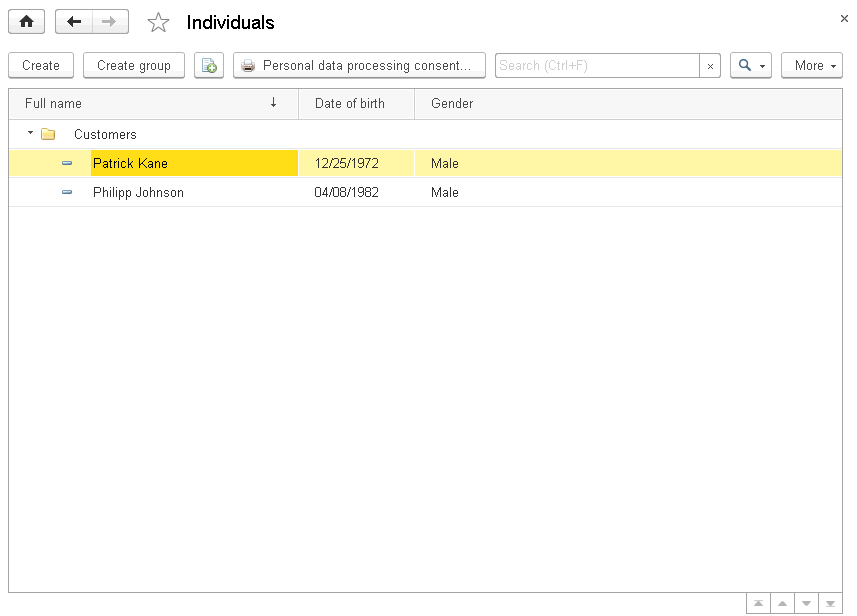 Individuals
Create Create group Personal data processing consent... Search (Ctrl+F) × More
Full name ↓ Date of birth Gender
Customers
Patrick Kane 12/25/1972 Male
Philipp Johnson 04/08/1982 Male